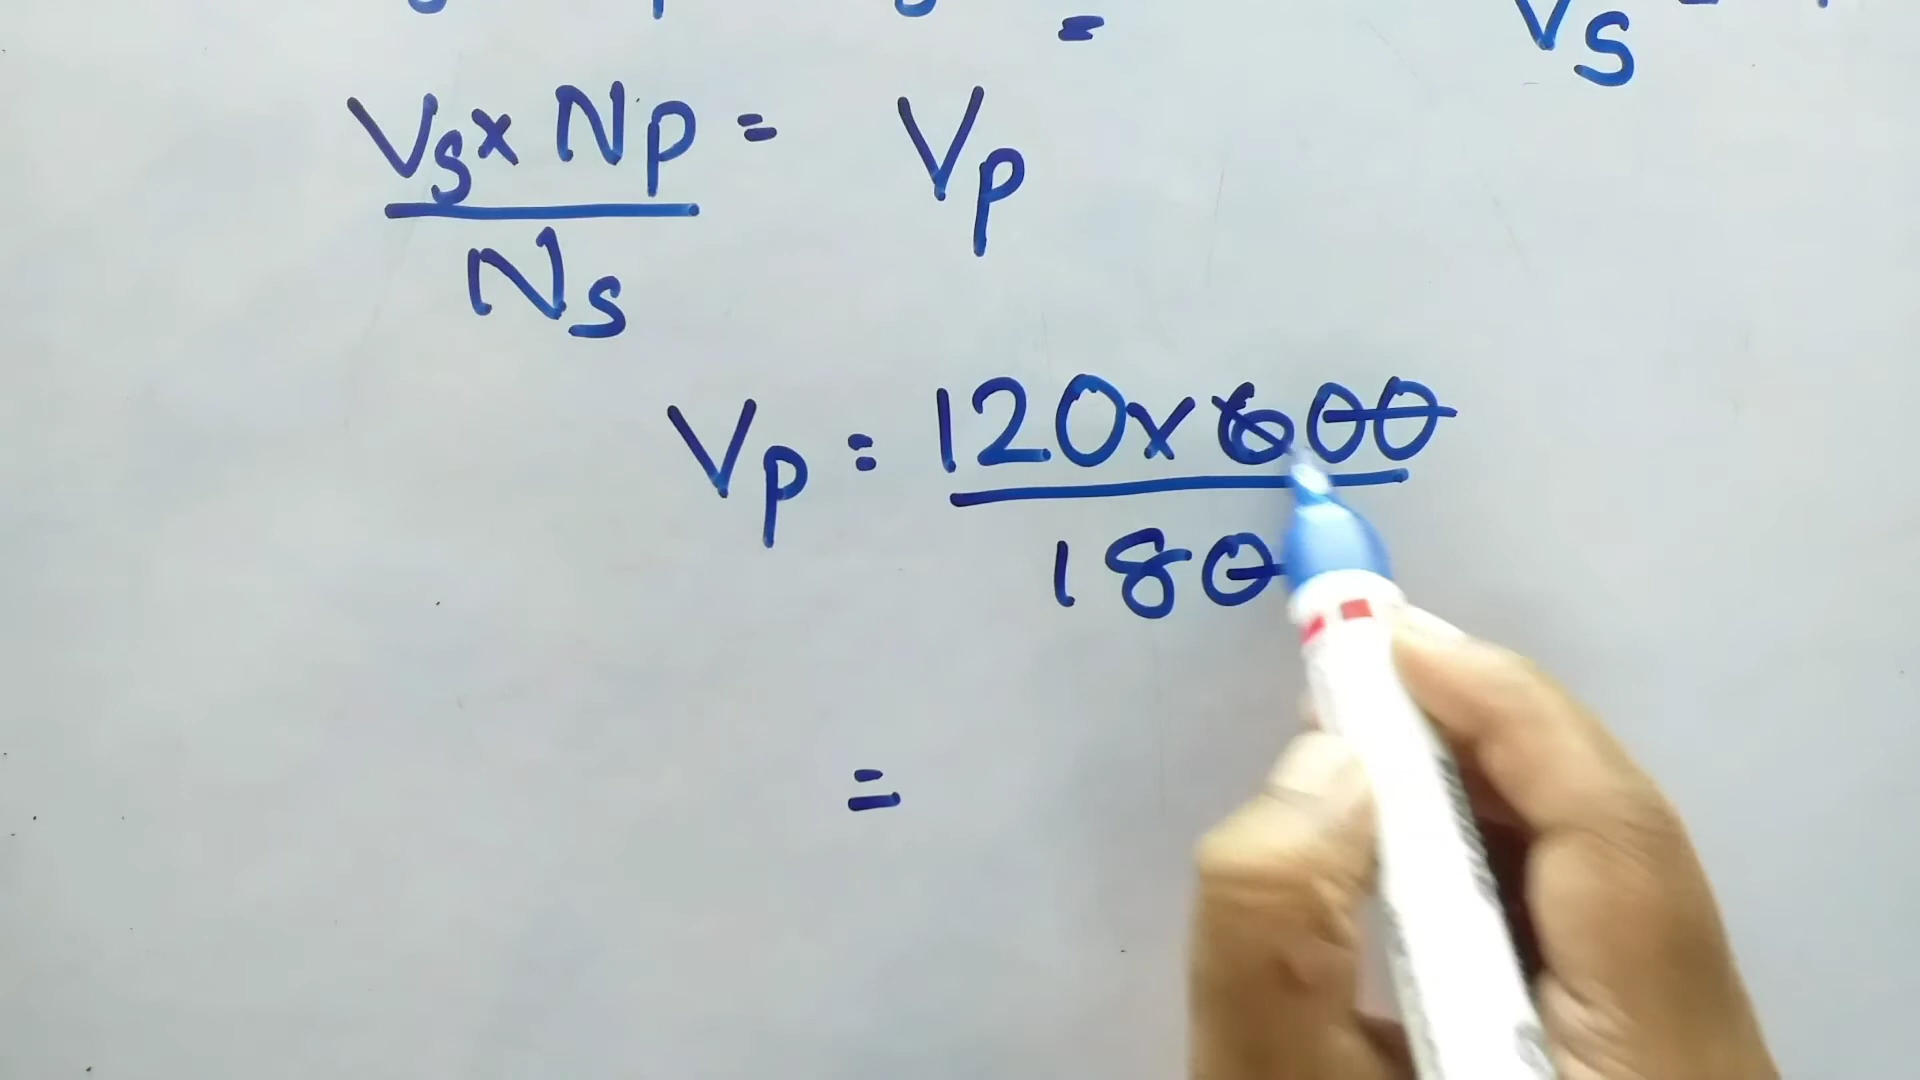 =
Vs
Vs x Np = Vp
Ns
Vp = 120 x 600
180
=